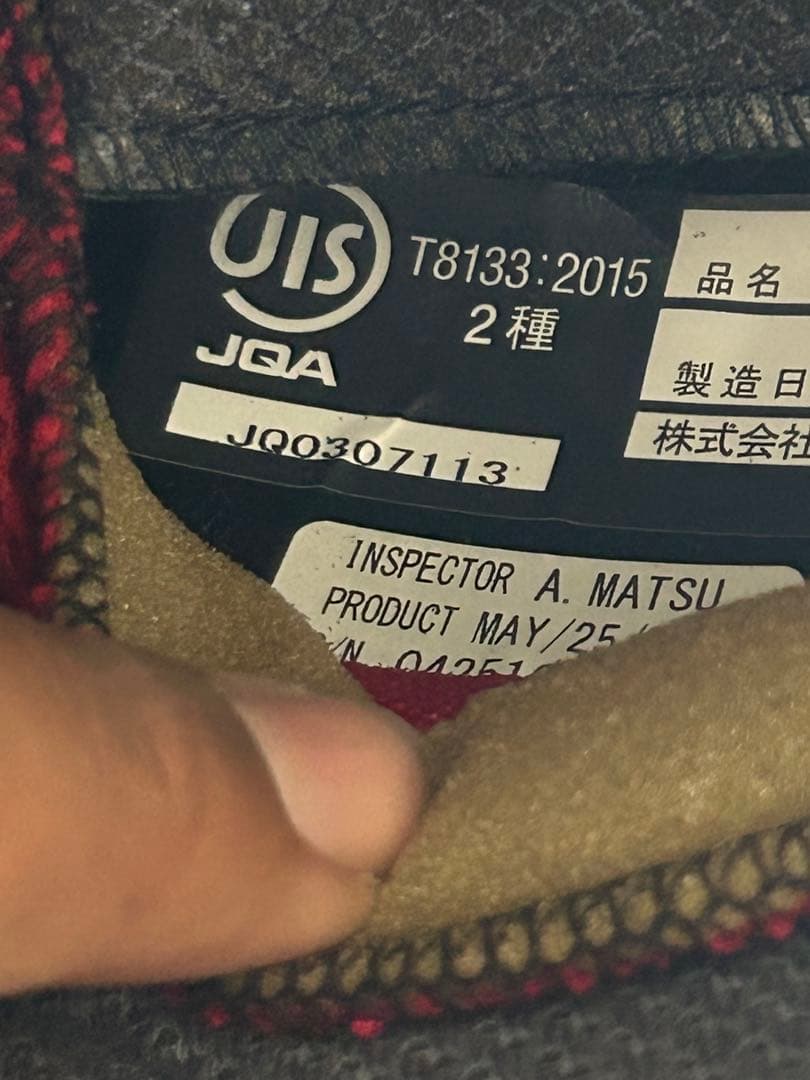 JIS
T8133:2015
2種
JQA
JQ0307113
品名
製造日
株式会社
INSPECTOR A. MATSU
PRODUCT MAY/25
N 04251